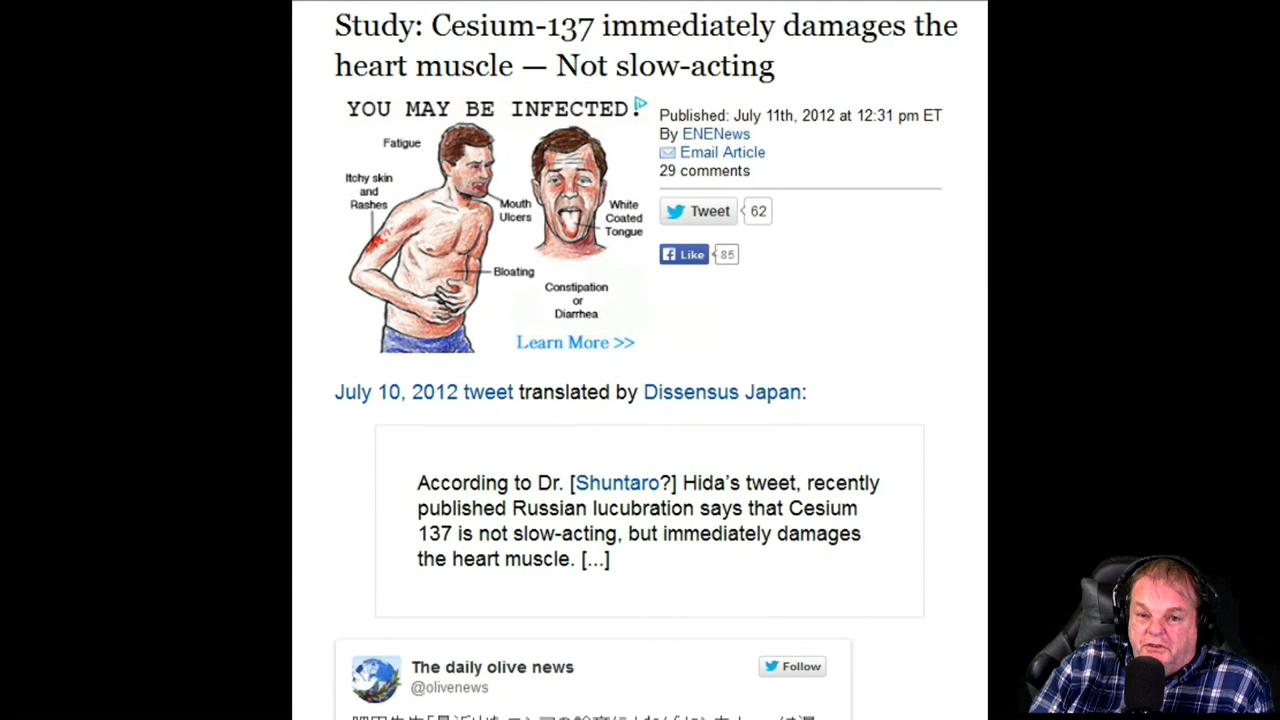 Study: Cesium-137 immediately damages the
heart muscle — Not slow-acting
YOU MAY BE INFECTED!
Fatigue
Itchy skin
and
Rashes
Mouth
Ulcers
White
Coated
Tongue
Bloating
Constipation
or
Diarrhea
Learn More >>
Published: July 11th, 2012 at 12:31 pm ET
By ENENews
Email Article
29 comments
Tweet 62
Like 85
July 10, 2012 tweet translated by Dissensus Japan:
According to Dr. [Shuntaro?] Hida's tweet, recently
published Russian lucubration says that Cesium
137 is not slow-acting, but immediately damages
the heart muscle. [...]
The daily olive news
@olivenews
Follow